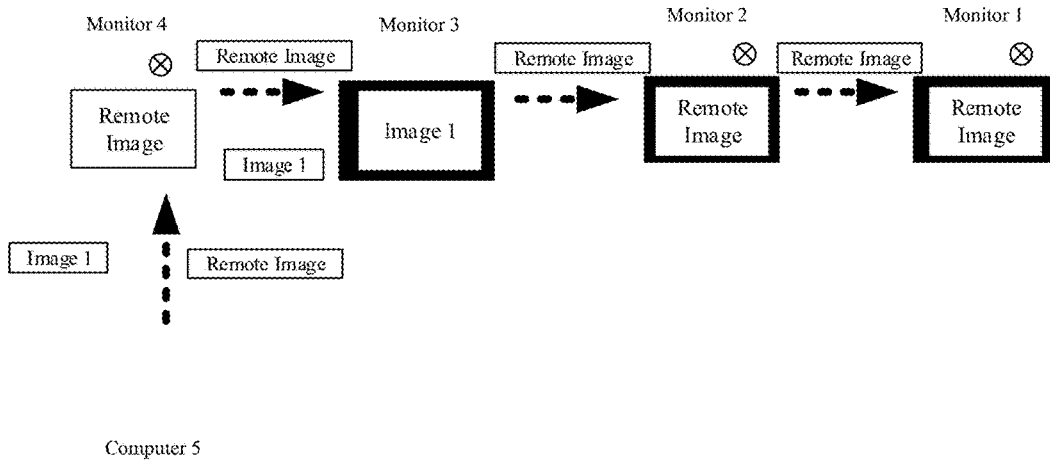 Monitor 4
Monitor 3
Monitor 2
Monitor 1
Remote Image
Remote Image
Remote Image
Remote
Image
Image 1
Remote
Image
Remote
Image
Image 1
Image 1
Remote Image
Computer 5